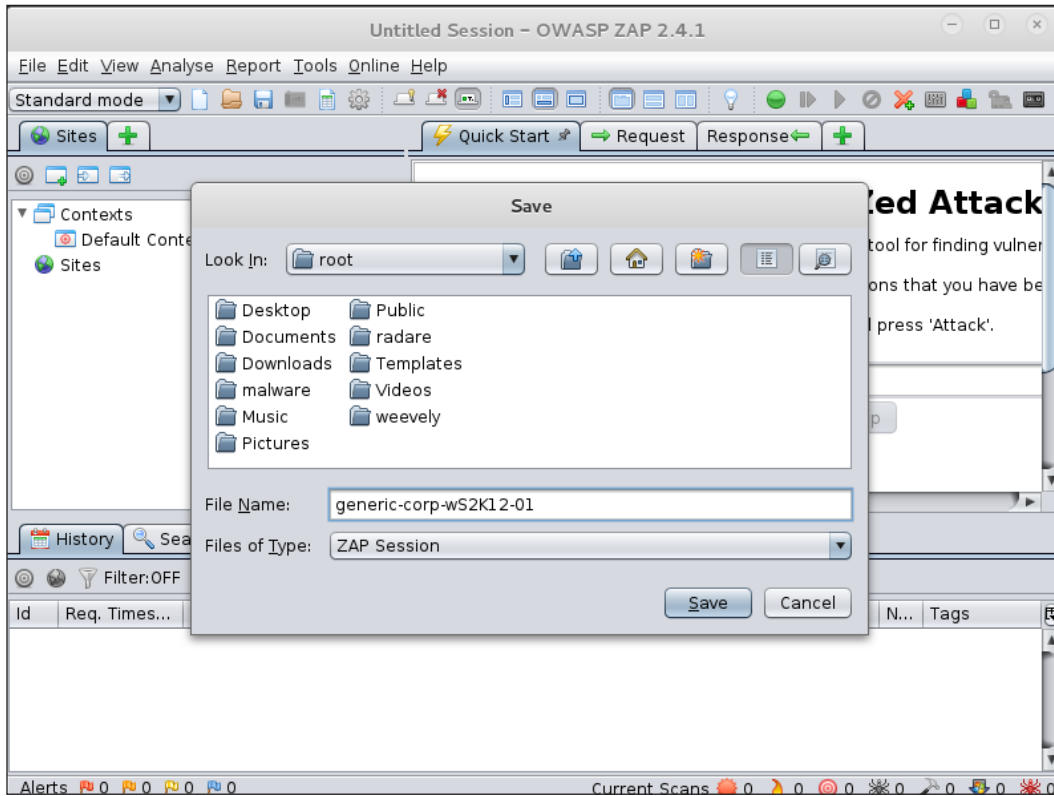 Untitled Session – OWASP ZAP 2.4.1
File Edit View Analyse Report Tools Online Help
Standard mode
Sites
Quick Start
Request
Response
Contexts
Default Conte
Sites
ed Attack
tool for finding vulner
ons that you have be
press 'Attack'.
p
Save
Look In:
root
Desktop
Documents
Downloads
malware
Music
Pictures
Public
radare
Templates
Videos
weevely
File Name:
generic-corp-wS2K12-01
Files of Type:
ZAP Session
Save
Cancel
History
Sea
Filter:OFF
Id
Req. Times...
N...
Tags
Alerts 0 0 0 0
Current Scans 0 0 0 0 0 0 0